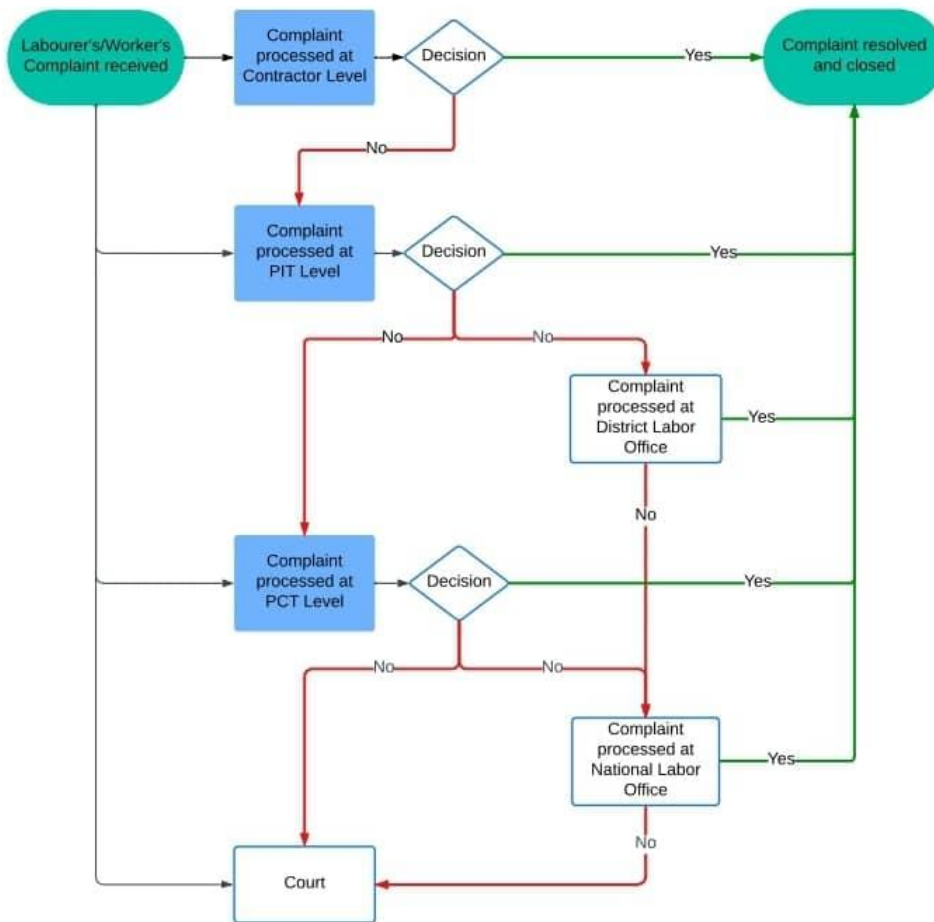 Labourer's/Worker's
Complaint received
Complaint
processed at
Contractor Level
Decision
Yes
Complaint resolved
and closed
No
Complaint
processed at
PIT Level
Decision
Yes
No
No
Complaint
processed at
District Labor
Office
Yes
No
Complaint
processed at
PCT Level
Decision
Yes
No
No
Complaint
processed at
National Labor
Office
Yes
No
Court